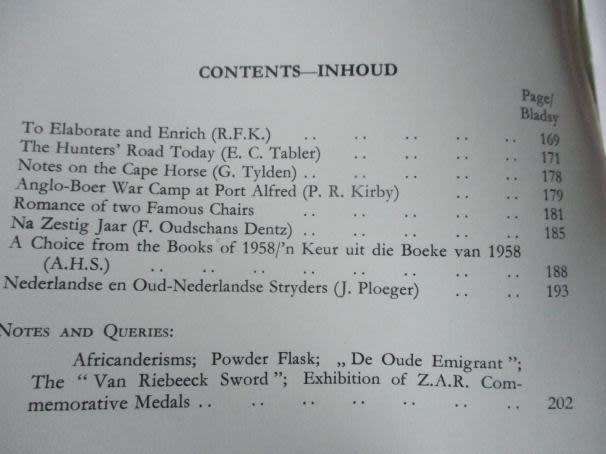 CONTENTS—INHOUD
Page/
Bladsy
To Elaborate and Enrich (R.F.K.) .. .. .. .. .. 169
The Hunters' Road Today (E. C. Tabler) .. .. .. .. 171
Notes on the Cape Horse (G. Tylden) .. .. .. .. .. 178
Anglo-Boer War Camp at Port Alfred (P. R. Kirby) .. .. 179
Romance of two Famous Chairs .. .. .. .. .. 181
Na Zestig Jaar (F. Oudschans Dentz) .. .. .. .. .. 185
A Choice from the Books of 1958/'n Keur uit die Boeke van 1958
(A.H.S.) .. .. .. .. .. .. .. .. 188
Nederlandse en Oud-Nederlandse Stryders (J. Ploeger) .. .. 193
NOTES AND QUERIES:
Africanderisms; Powder Flask; „De Oude Emigrant";
The "Van Riebeeck Sword"; Exhibition of Z.A.R. Com-
memorative Medals .. .. .. .. .. .. .. 202